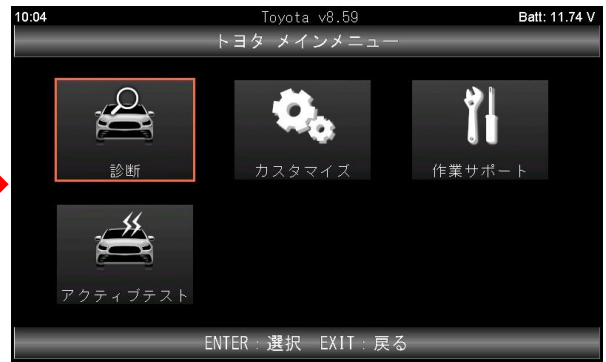 10:04 Toyota v8.59 Batt: 11.74 V
トヨタ メインメニュー
診断 カスタマイズ 作業サポート
アクティブテスト
ENTER：選択 EXIT：戻る